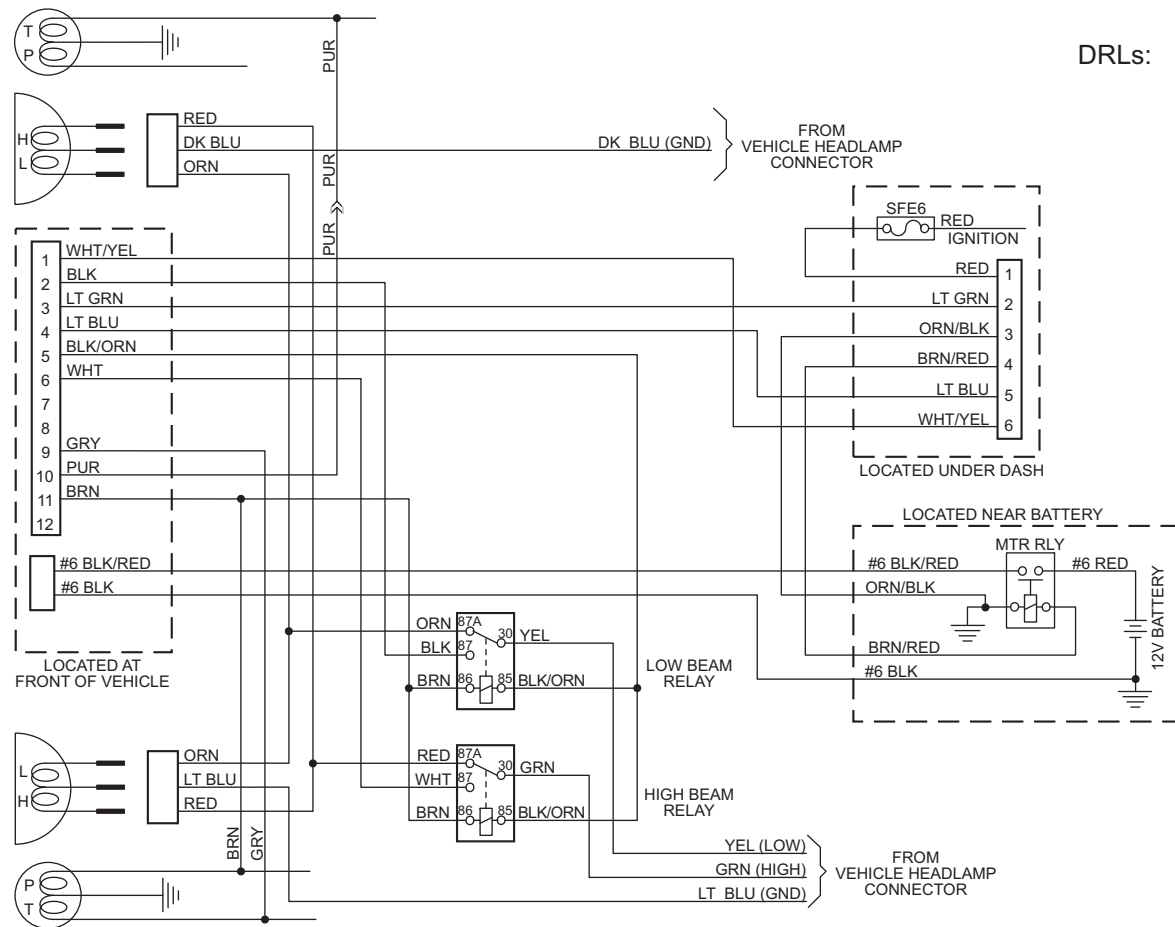 DRLs:
T
P
PUR
H
L
RED
DK BLU
ORN
DK BLU (GND)
FROM
VEHICLE HEADLAMP
CONNECTOR
PUR
PUR
1
2
3
4
5
6
7
8
9
10
11
12
WHT/YEL
BLK
LT GRN
LT BLU
BLK/ORN
WHT
GRY
PUR
BRN
#6 BLK/RED
#6 BLK
LOCATED AT
FRONT OF VEHICLE
SFE6
RED
IGNITION
RED 1
LT GRN 2
ORN/BLK 3
BRN/RED 4
LT BLU 5
WHT/YEL 6
LOCATED UNDER DASH
LOCATED NEAR BATTERY
MTR RLY
#6 BLK/RED
#6 RED
ORN/BLK
BRN/RED
#6 BLK
12V BATTERY
ORN 87A 30 YEL
BLK 87
BRN 86 85 BLK/ORN
LOW BEAM
RELAY
RED 87A 30 GRN
WHT 87
BRN 86 85 BLK/ORN
HIGH BEAM
RELAY
L
H
ORN
LT BLU
RED
BRN
GRY
P
T
YEL (LOW)
GRN (HIGH)
LT BLU (GND)
FROM
VEHICLE HEADLAMP
CONNECTOR